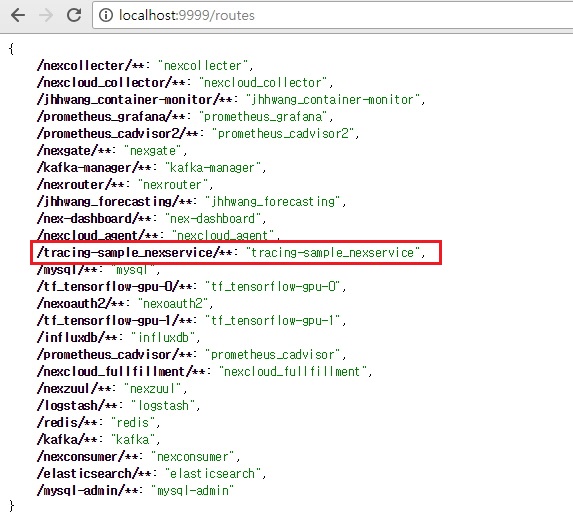 localhost:9999/routes
{
/nexcollecter/**: "nexcollecter",
/nexcloud_collector/**: "nexcloud_collector",
/jhhwang_container-monitor/**: "jhhwang_container-monitor",
/prometheus_grafana/**: "prometheus_grafana",
/prometheus_cadvisor2/**: "prometheus_cadvisor2",
/nexgate/**: "nexgate",
/kafka-manager/**: "kafka-manager",
/nexrouter/**: "nexrouter",
/jhhwang_forecasting/**: "jhhwang_forecasting",
/nex-dashboard/**: "nex-dashboard",
/nexcloud_agent/**: "nexcloud_agent",
/tracing-sample_nexservice/**: "tracing-sample_nexservice",
/mysql/**: "mysql",
/tf_tensorflow-gpu-0/**: "tf_tensorflow-gpu-0",
/nexoauth2/**: "nexoauth2",
/tf_tensorflow-gpu-1/**: "tf_tensorflow-gpu-1",
/influxdb/**: "influxdb",
/prometheus_cadvisor/**: "prometheus_cadvisor",
/nexcloud_fullfillment/**: "nexcloud_fullfillment",
/nexzuul/**: "nexzuul",
/logstash/**: "logstash",
/redis/**: "redis",
/kafka/**: "kafka",
/nexconsumer/**: "nexconsumer",
/elasticsearch/**: "elasticsearch",
/mysql-admin/**: "mysql-admin"
}